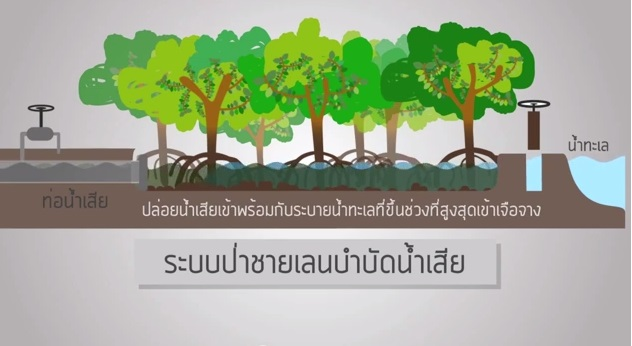 น้ำทะเล
ท่อน้ำเสีย
ปล่อยน้ำเสียเข้าพร้อมกับระบายน้ำทะเลที่ขึ้นช่วงที่สูงสุดเข้าเจือจาง
ระบบป่าชายเลนบำบัดน้ำเสีย